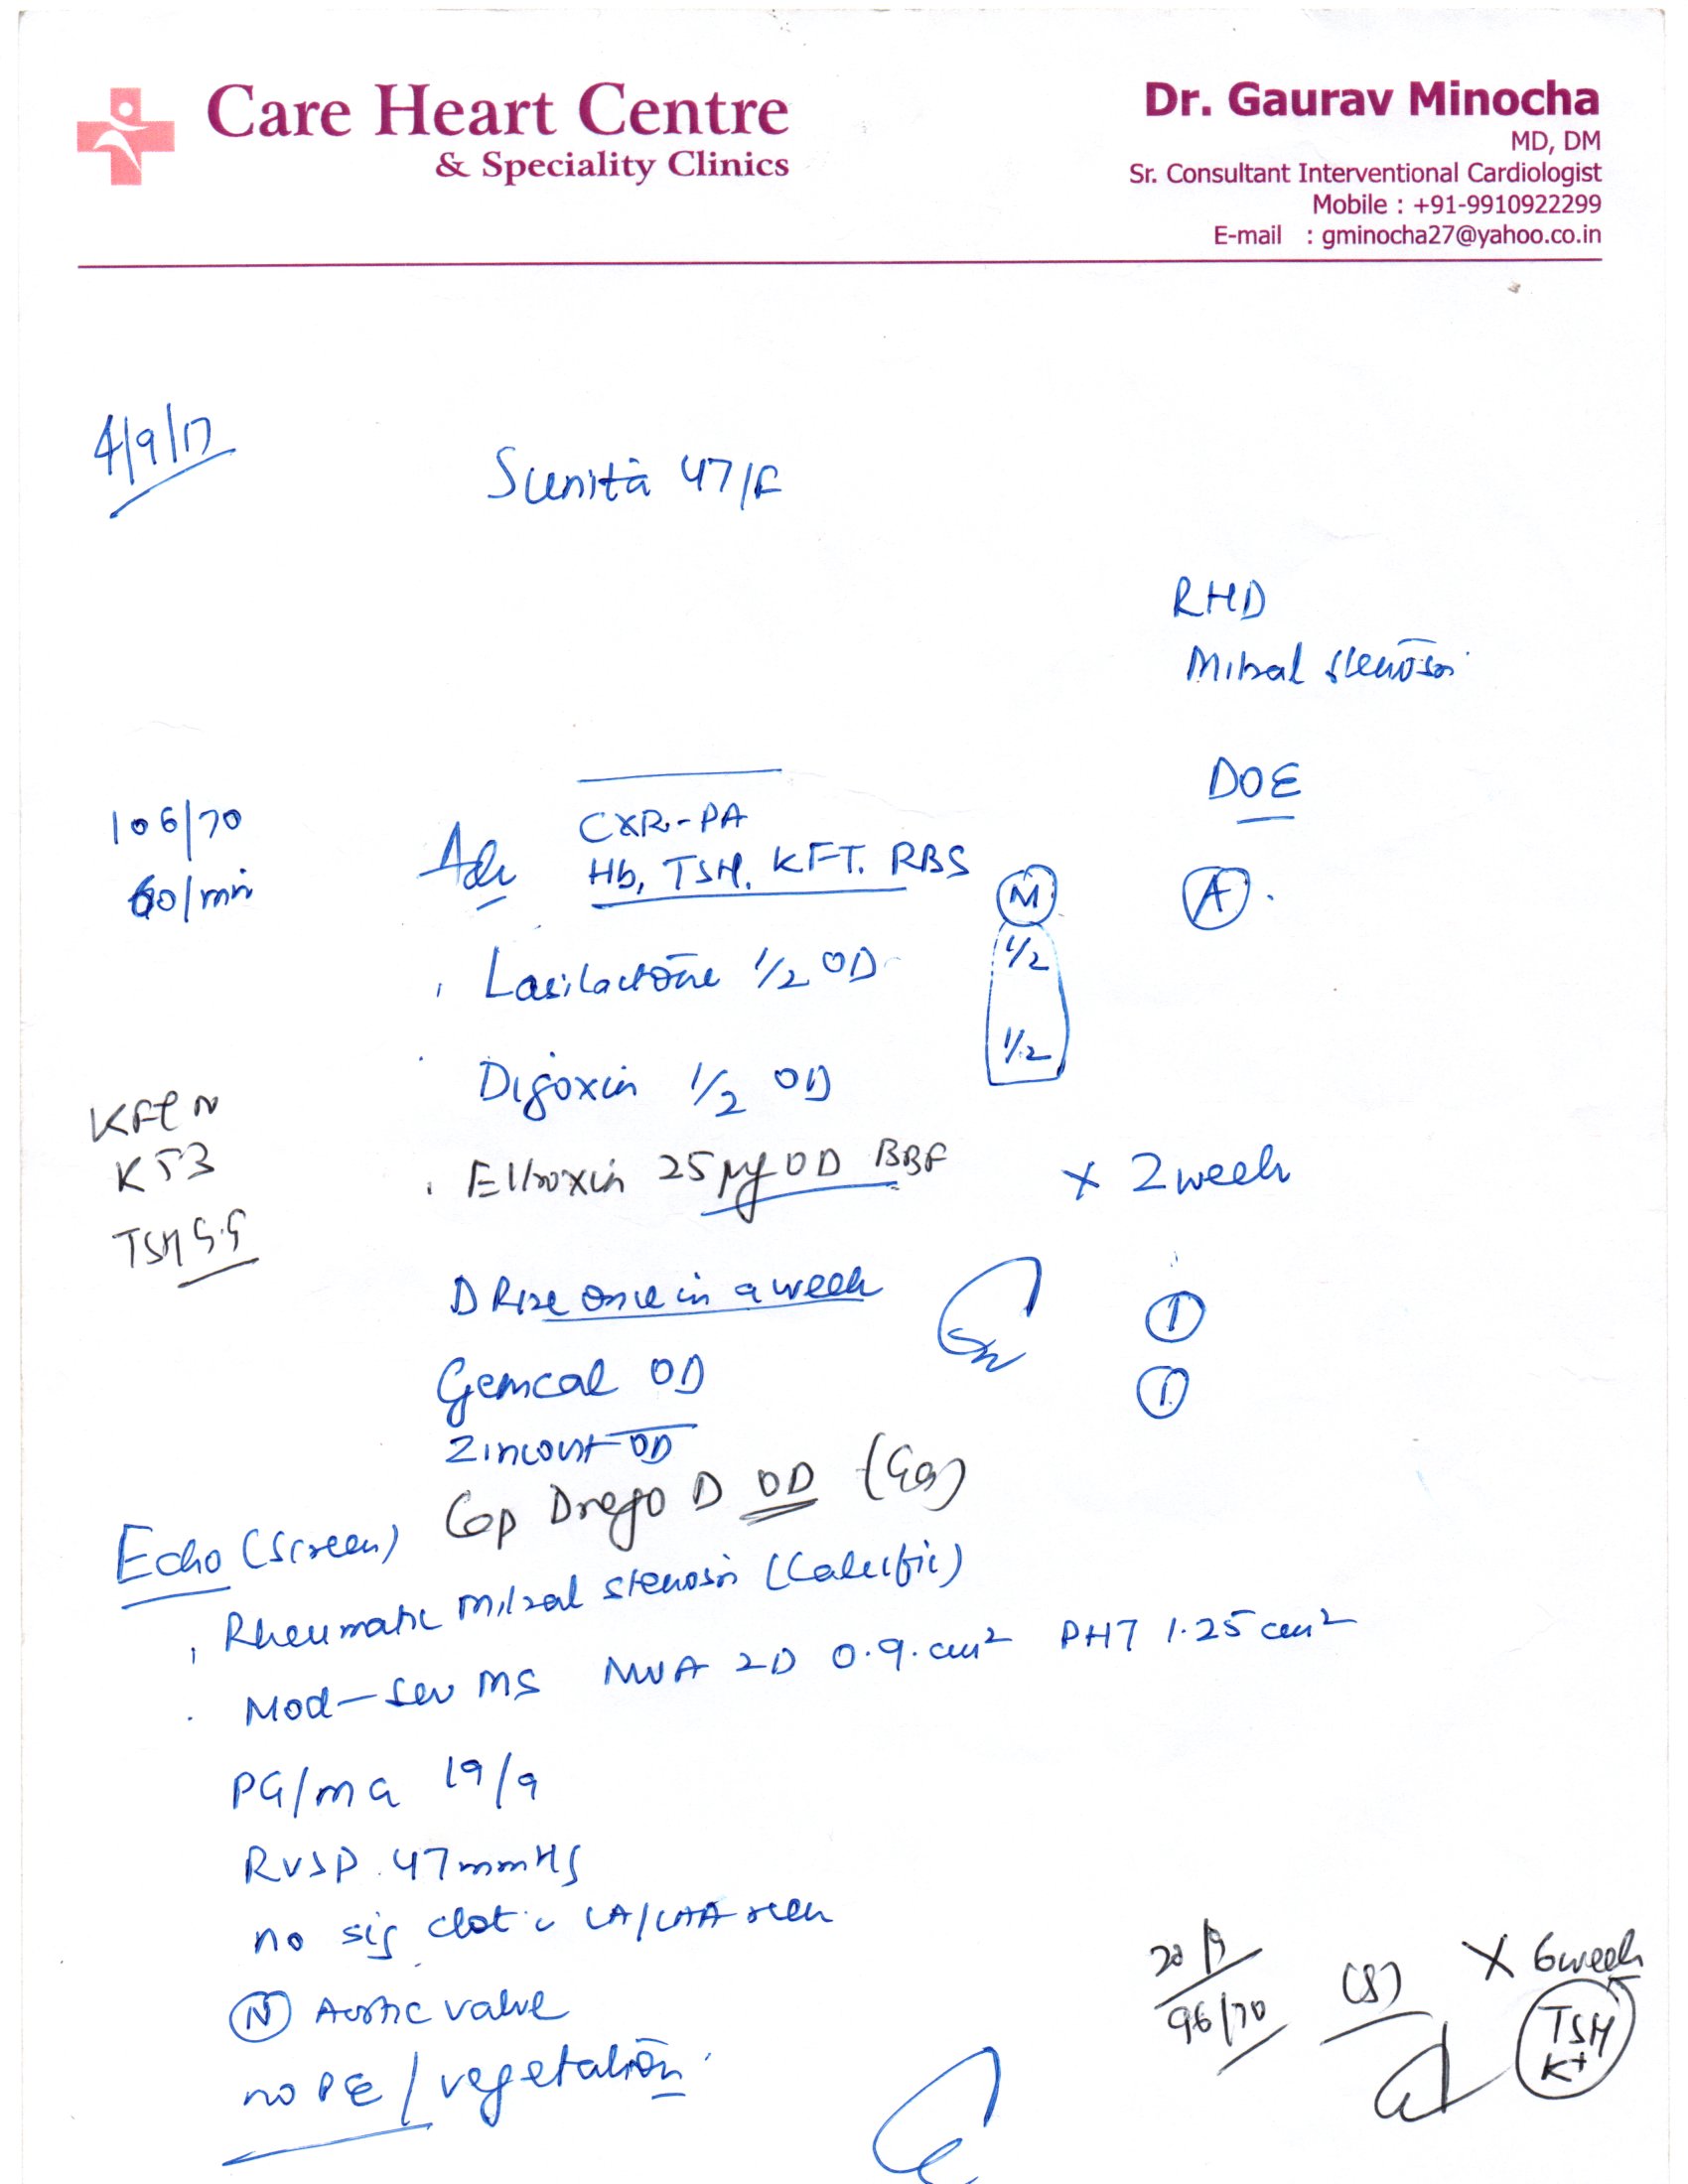 Care Heart Centre
& Speciality Clinics
Dr. Gaurav Minocha
MD, DM
Sr. Consultant Interventional Cardiologist
Mobile : +91-9910922299
E-mail : gminocha27@yahoo.co.in
4/9/17
Sunita 47/F
RHD
Mitral stenosis
DOE
106/70
60/min
Adv
CXR-PA
Hb, TSH, KFT. RBS
M
A
Lasilactone 1/2 OD
1/2
Digoxin 1/2 OD
1/2
KFT N
K 5.3
TSH 5.5
Eltroxin 25 µg OD BBF
x 2 week
D Rise once in a week
1
Gemcal OD
1
Zincovit OD
Cap Drego D OD
Echo (Screen)
Rheumatic mitral stenosis (Calcific)
Mod - Sev MS MVA 2D 0.9 cm2 PHT 1.25 cm2
PG/MG 19/9
RVSP 47mmHg
no sig clot LA/LAA seen
N Aortic valve
no PE / vegetation
96/70
(S)
x 6 week
TSH
K+